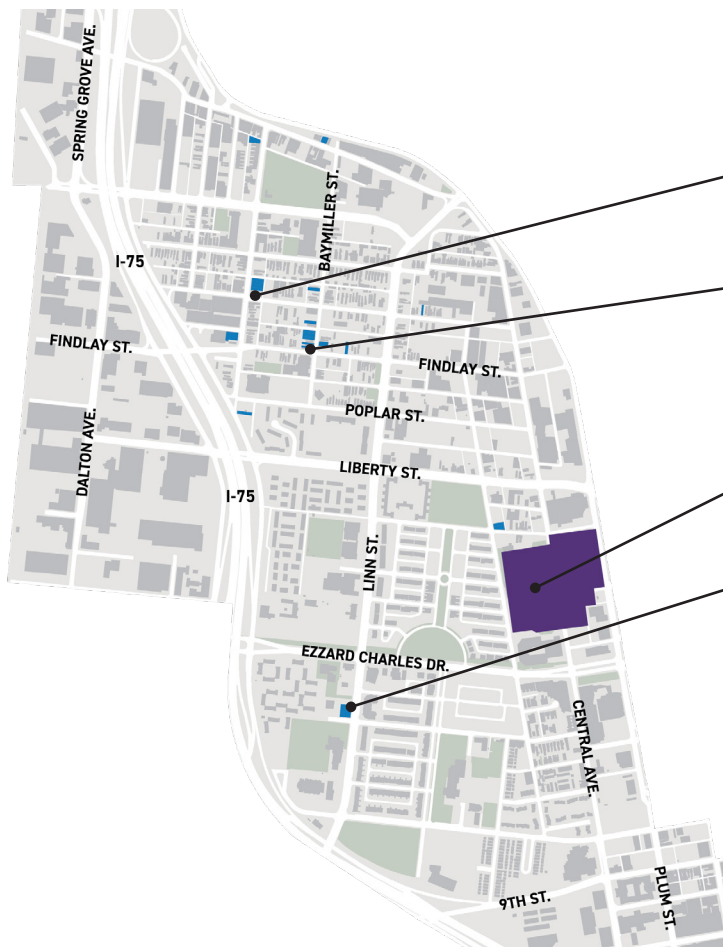 SPRING GROVE AVE.
BAYMILLER ST.
I-75
FINDLAY ST.
FINDLAY ST.
POPLAR ST.
DALTON AVE.
LIBERTY ST.
I-75
LINN ST.
EZZARD CHARLES DR.
CENTRAL AVE.
9TH ST.
PLUM ST.